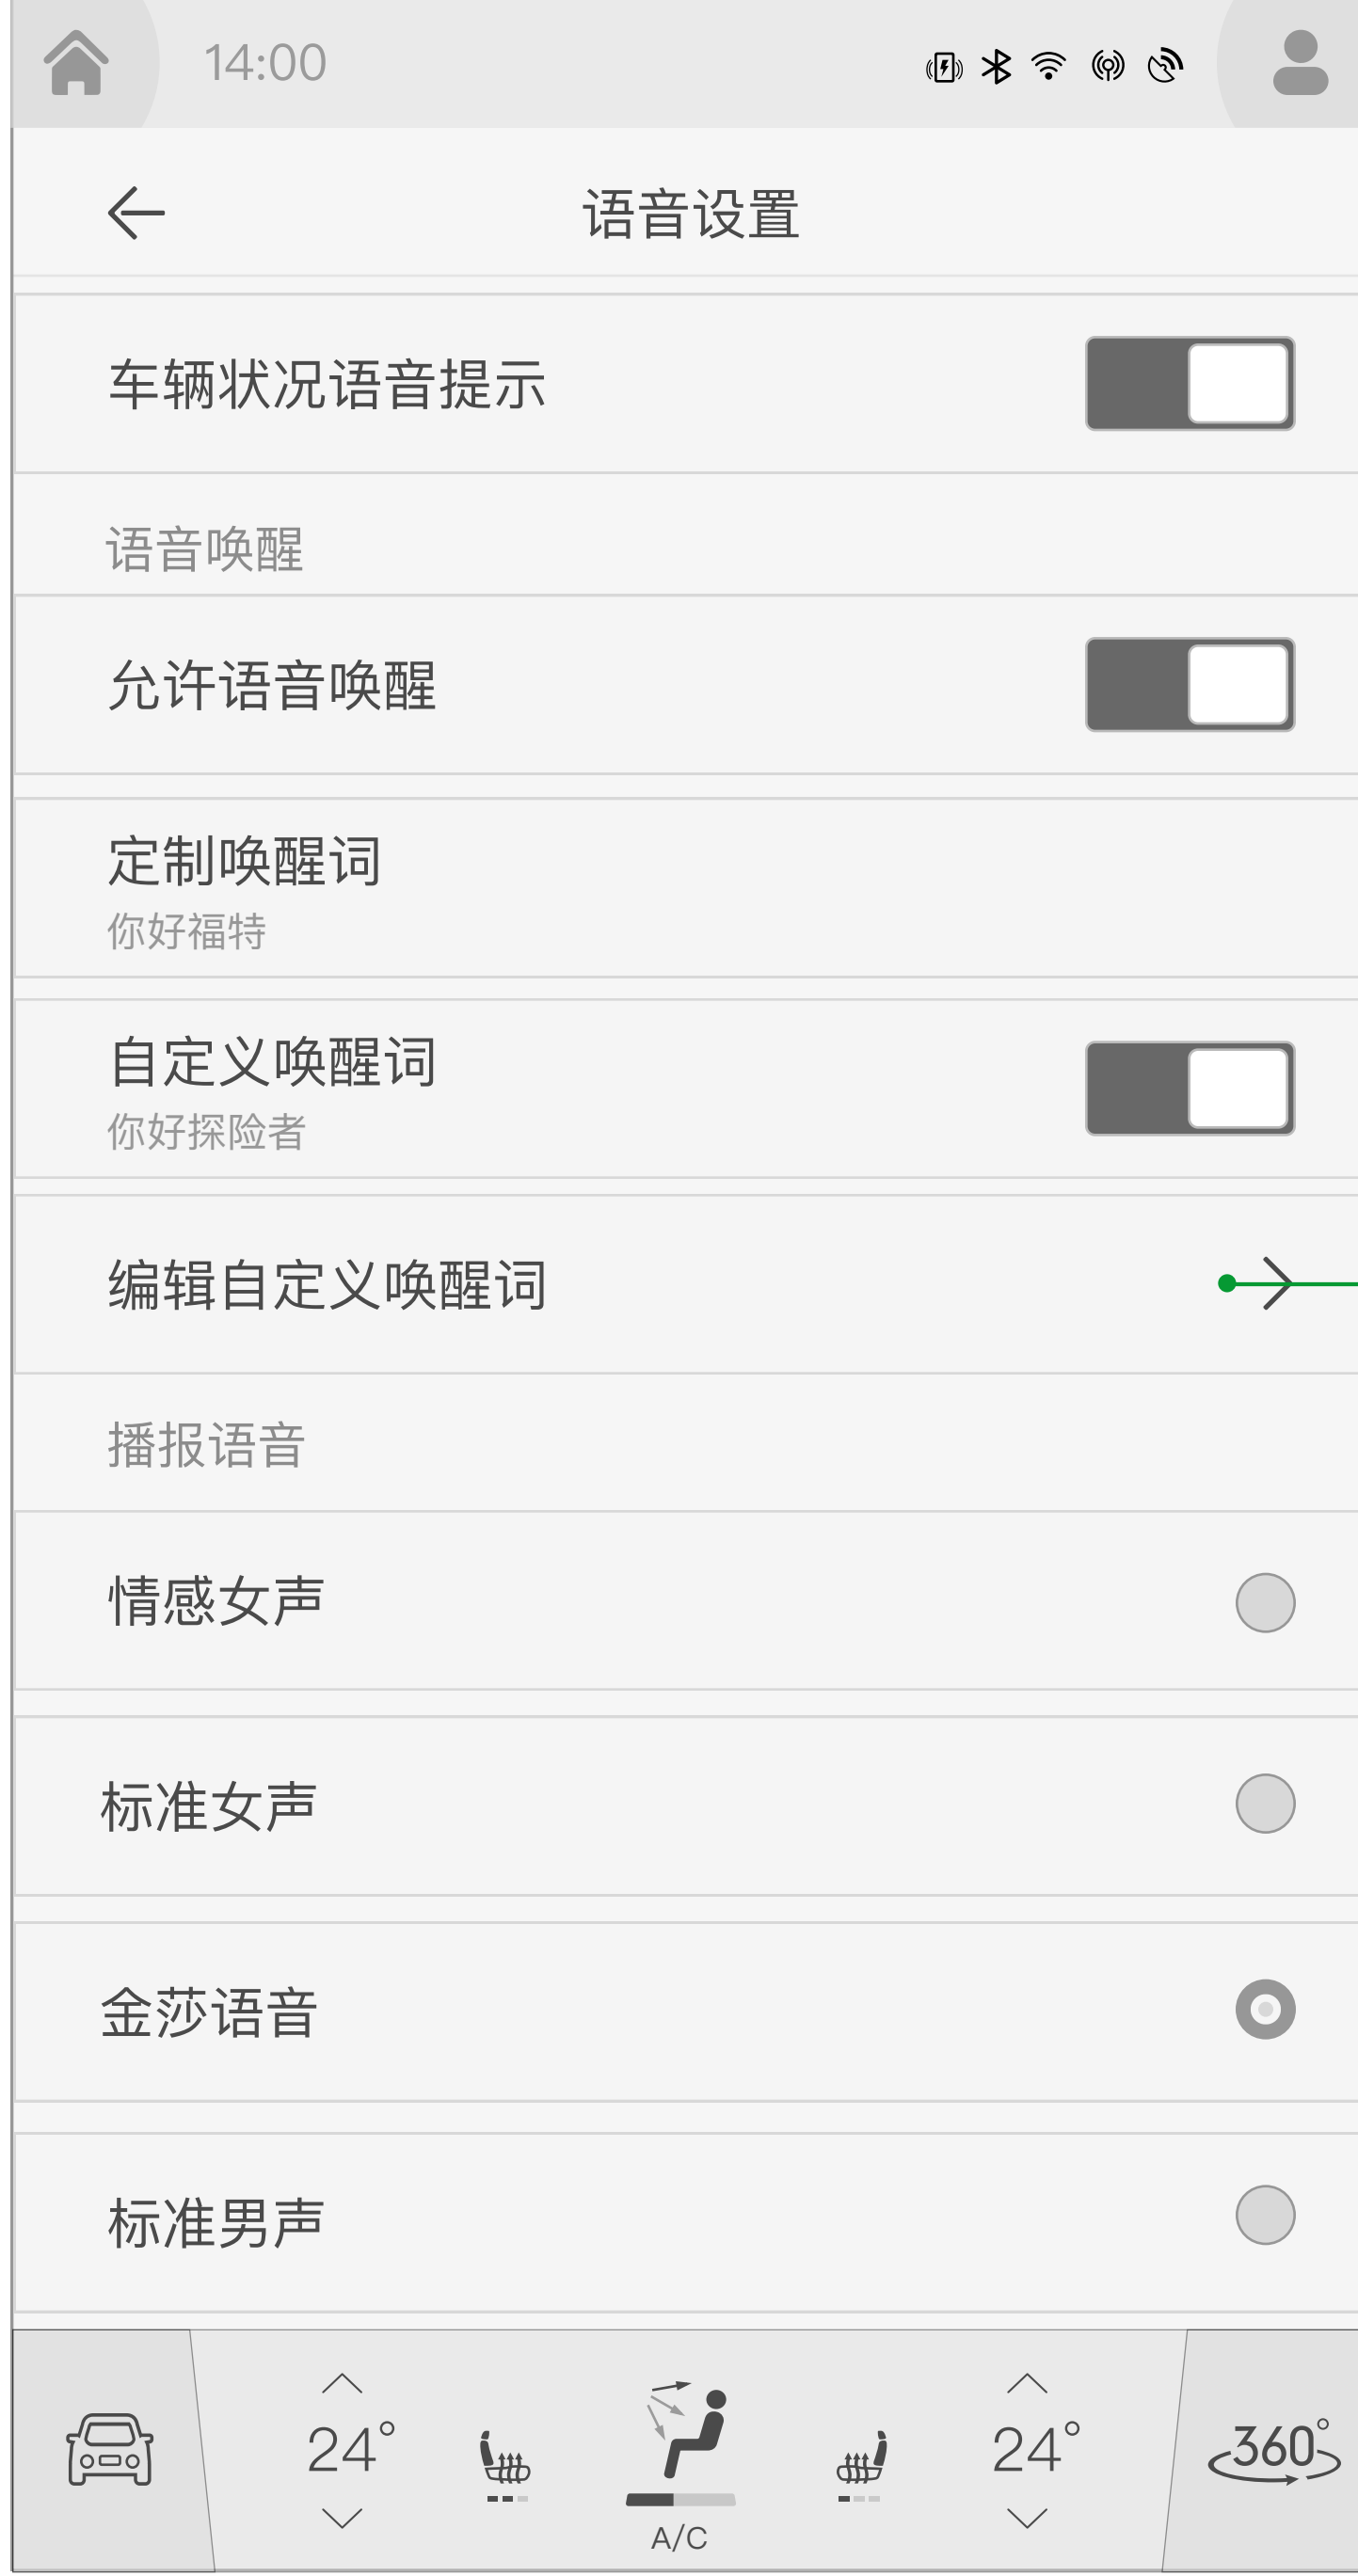 14:00
语音设置
车辆状况语音提示
语音唤醒
允许语音唤醒
定制唤醒词
你好福特
自定义唤醒词
你好探险者
编辑自定义唤醒词
播报语音
情感女声
标准女声
金莎语音
标准男声
24° 24° 360°
A/C